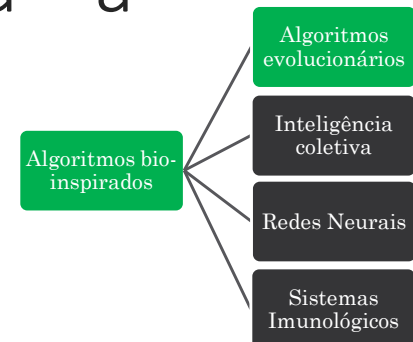 Algoritmos
evolucionários
Inteligência
coletiva
Algoritmos bio-
inspirados
Redes Neurais
Sistemas
Imunológicos